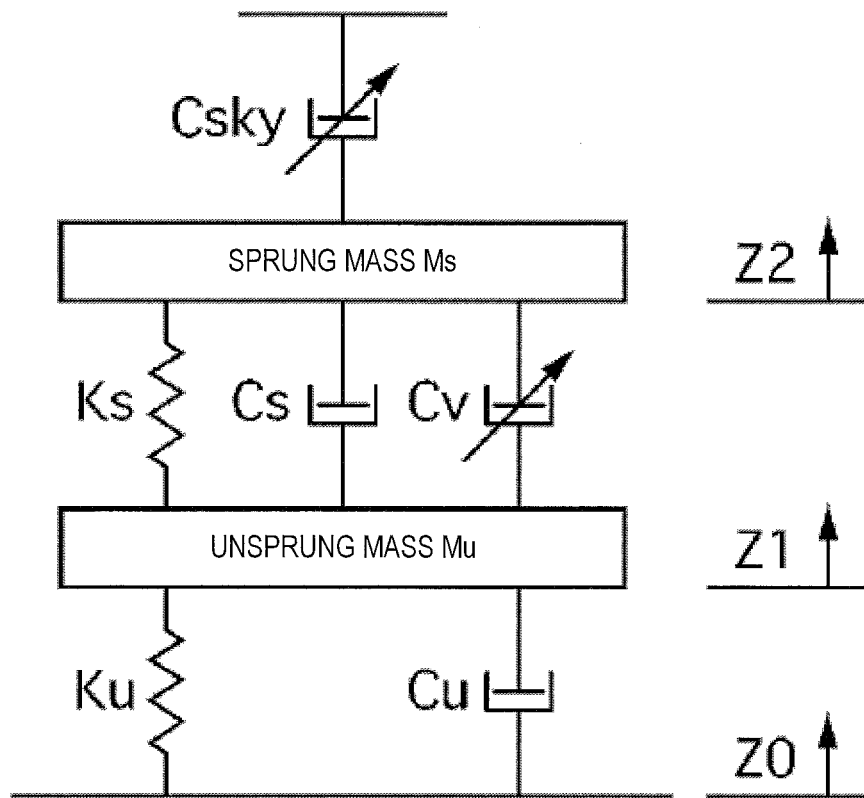 Csky
SPRUNG MASS Ms
Z2
Ks
Cs
Cv
UNSPRUNG MASS Mu
Z1
Ku
Cu
Z0